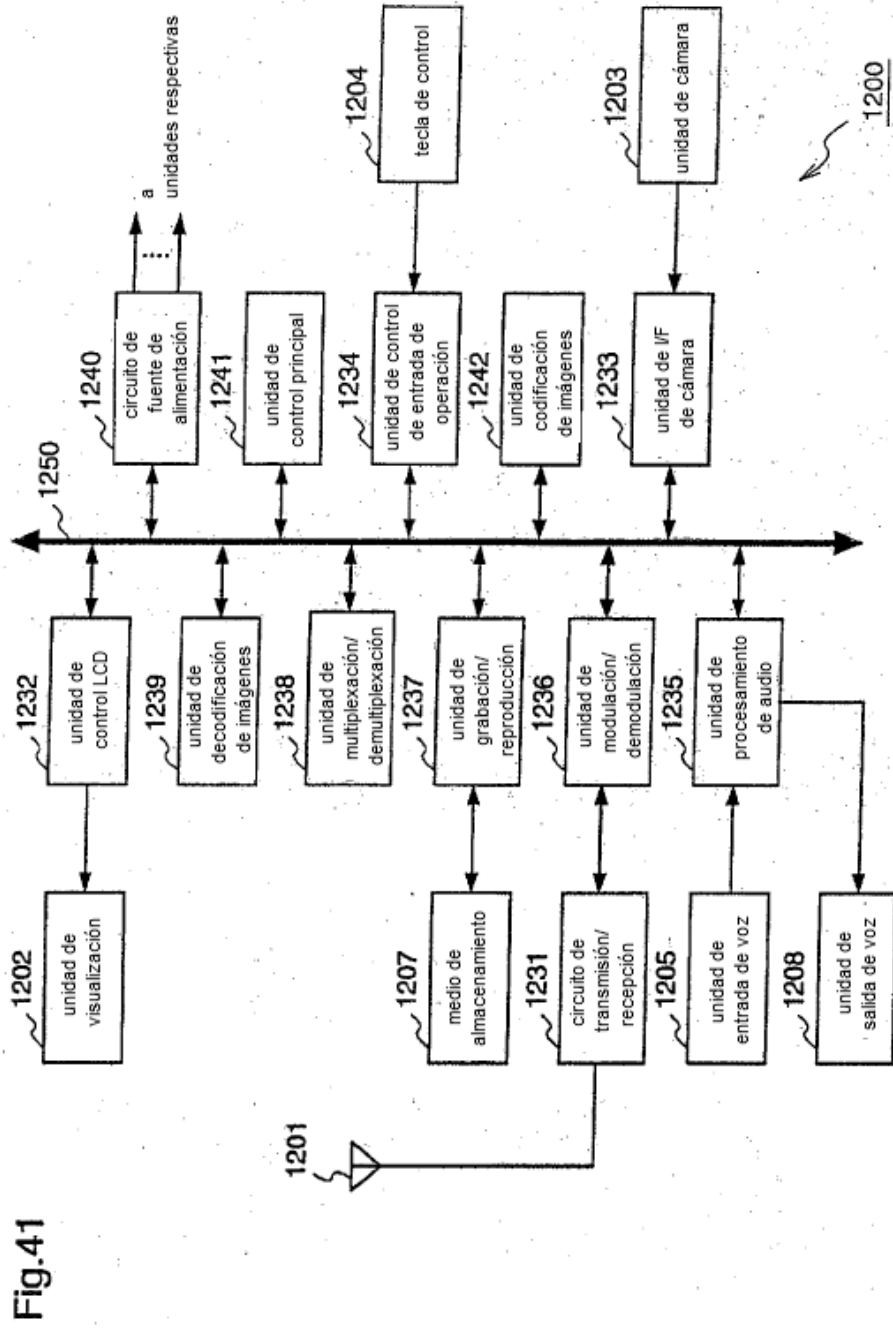 Fig.41
1202
unidad de
visualización
1232
unidad de
control LCD
1239
unidad de
decodificación
de imágenes
1238
unidad de
multiplexación/
demultiplexación
1207
medio de
almacenamiento
1237
unidad de
grabación/
reproducción
1201
1231
circuito de
transmisión/
recepción
1236
unidad de
modulación/
demodulación
1205
unidad de
entrada de voz
1235
unidad de
procesamiento
de audio
1208
unidad de
salida de voz
1250
1240
circuito de
fuente de
alimentación
a
unidades respectivas
1241
unidad de
control principal
1234
unidad de control
de entrada de
operación
1204
tecla de control
1242
unidad de
codificación
de imágenes
1233
unidad de I/F
de cámara
1203
unidad de cámara
1200